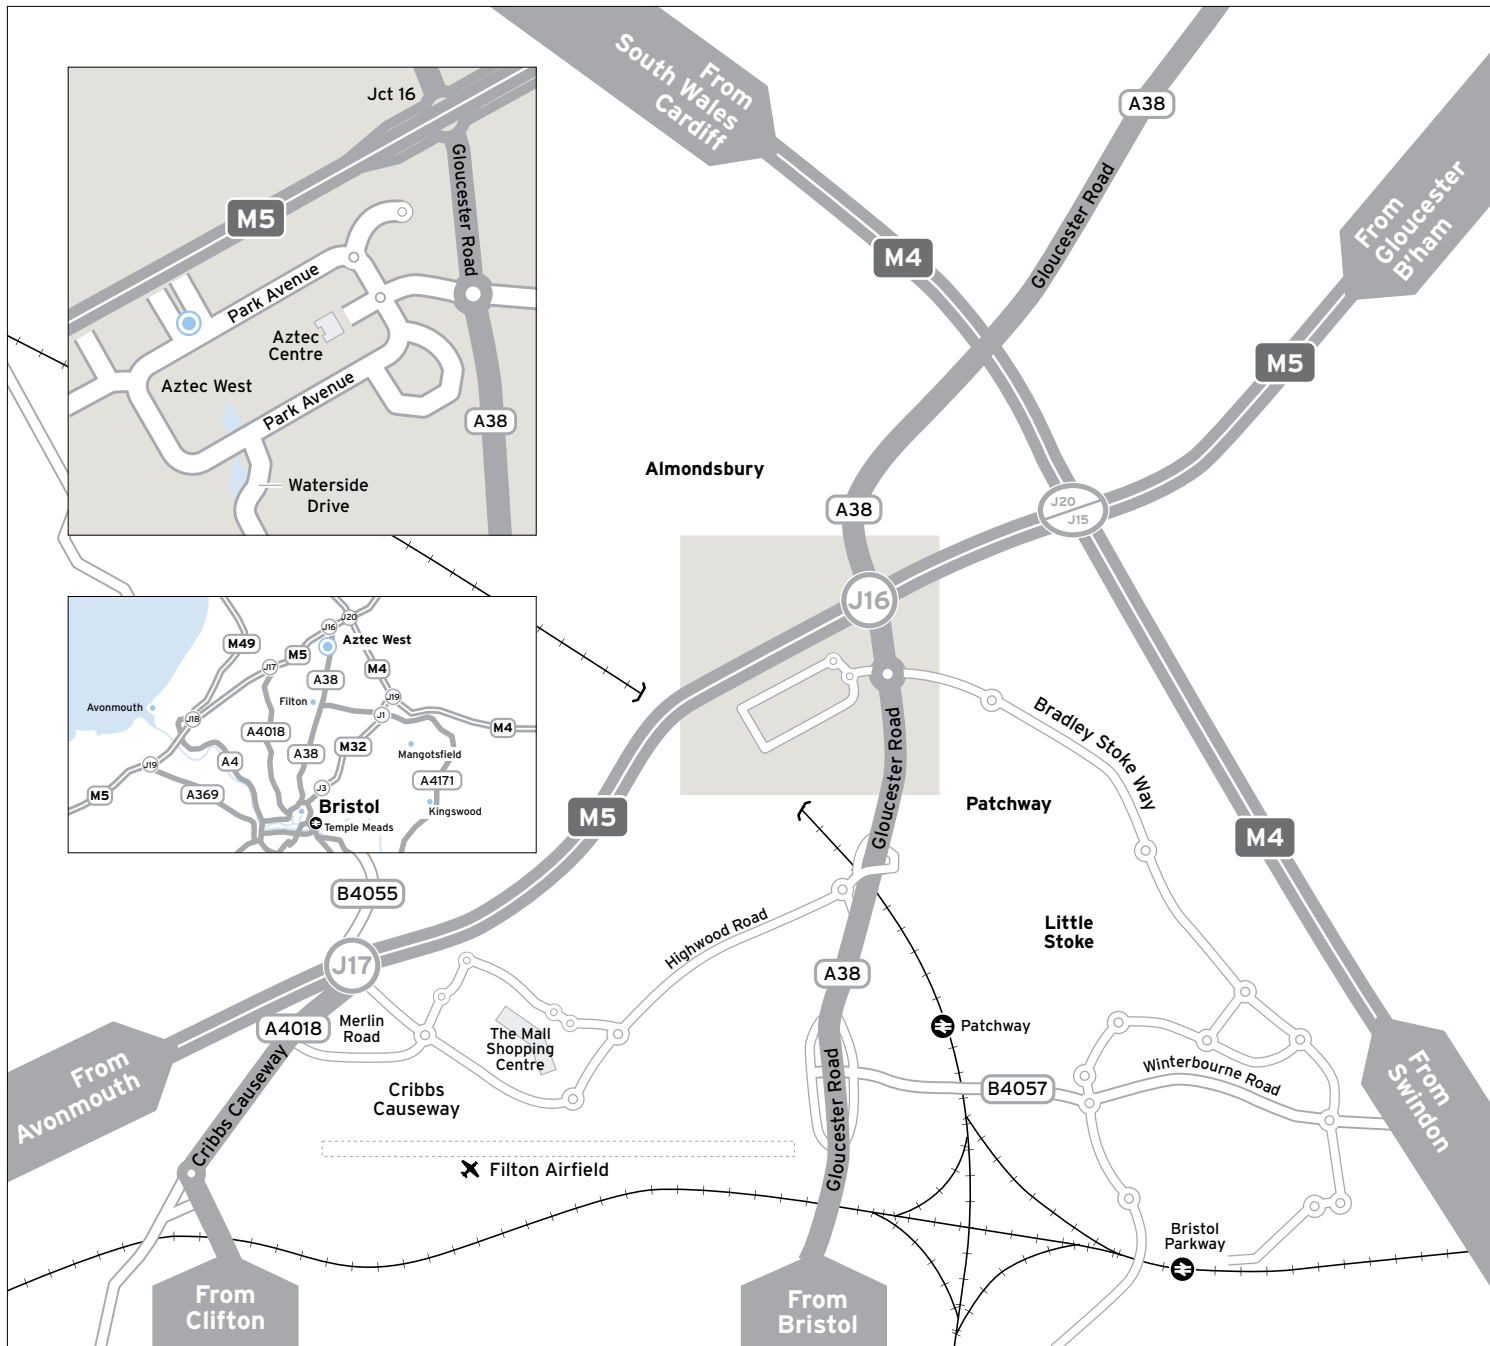 From
South Wales
Cardiff
A38
Gloucester Road
From
Gloucester
B'ham
M4
M5
Jct 16
M5
Gloucester Road
Park Avenue
Aztec
Centre
Aztec West
Park Avenue
A38
Waterside
Drive
Almondsbury
A38
J20
J15
J16
M49
J16
J20
Aztec West
M5
J17
M4
A38
Avonmouth
Filton
J19
J18
J1
A4018
M4
A38
M32
Mangotsfield
A4
J19
A4171
M5
A369
J3
Bristol
Kingswood
Temple Meads
Bradley Stoke Way
Gloucester Road
Patchway
M5
M4
B4055
Highwood Road
Little
Stoke
J17
A38
A4018
Merlin
Road
The Mall
Shopping
Centre
Patchway
From
Avonmouth
Cribbs Causeway
Cribbs
Causeway
Gloucester Road
B4057
Winterbourne Road
From
Swindon
Filton Airfield
Bristol
Parkway
From
Clifton
From
Bristol